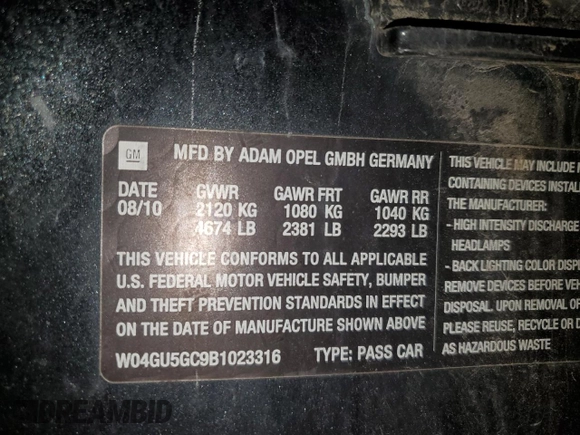 GM
MFD BY ADAM OPEL GMBH GERMANY
DATE GVWR GAWR FRT GAWR RR
08/10 2120 KG 1080 KG 1040 KG
4674 LB 2381 LB 2293 LB
THIS VEHICLE CONFORMS TO ALL APPLICABLE
U.S. FEDERAL MOTOR VEHICLE SAFETY, BUMPER
AND THEFT PREVENTION STANDARDS IN EFFECT
ON THE DATE OF MANUFACTURE SHOWN ABOVE
W04GU5GC9B1023316 TYPE: PASS CAR
THIS VEHICLE MAY INCLUDE
CONTAINING DEVICES INSTAL
THE MANUFACTURER:
- HIGH INTENSITY DISCHARGE
HEADLAMPS
- BACK LIGHTING COLOR DISP
REMOVE DEVICES BEFORE VEH
DISPOSAL. UPON REMOVAL OF
PLEASE REUSE, RECYCLE OR D
AS HAZARDOUS WASTE
DREAMBID